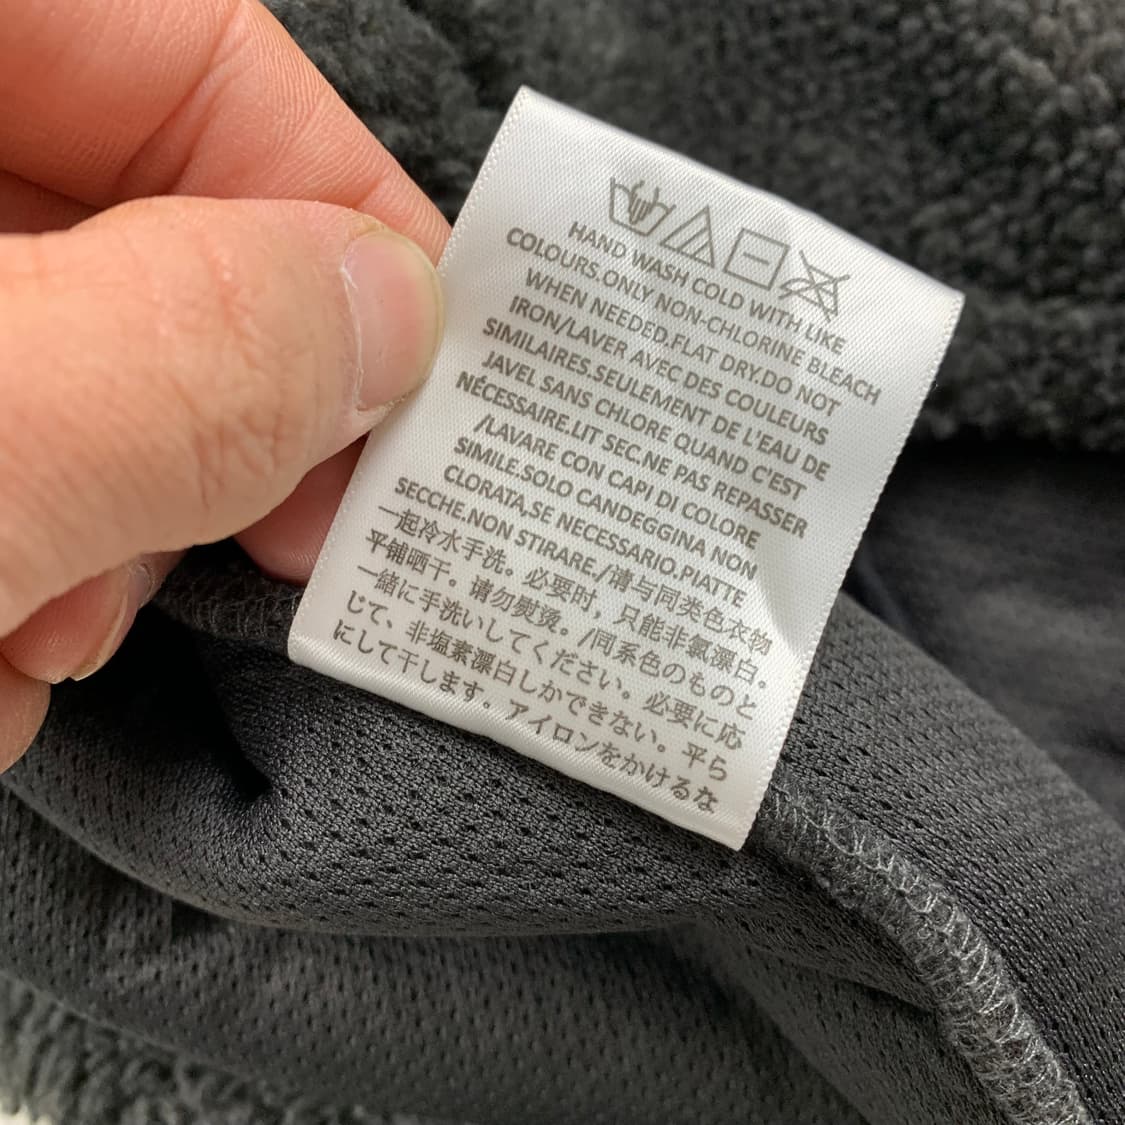 HAND WASH COLD WITH LIKE
COLOURS.ONLY NON-CHLORINE BLEACH
WHEN NEEDED.FLAT DRY.DO NOT
IRON/LAVER AVEC DES COULEURS
SIMILAIRES.SEULEMENT DE L'EAU DE
JAVEL SANS CHLORE QUAND C'EST
NÉCESSAIRE.LIT SEC.NE PAS REPASSER
/LAVARE CON CAPI DI COLORE
SIMILE.SOLO CANDEGGINA NON
CLORATA,SE NECESSARIO.PIATTE
SECCHE.NON STIRARE./请与同类色衣物
一起冷水手洗。必要时，只能非氯漂白。
平铺晒干。请勿熨烫。/同系色のものと
一緒に手洗いしてください。必要に応
じて、非塩素漂白しかできない。平ら
にして干します。アイロンをかけるな